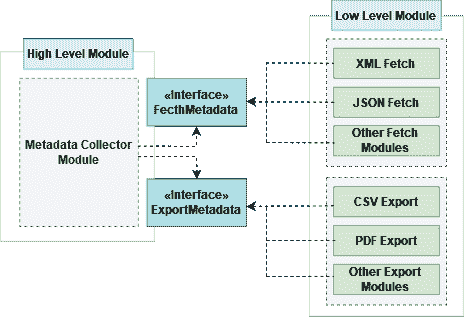 High Level Module
Metadata Collector
Module
«Interface»
FecthMetadata
«Interface»
ExportMetadata
Low Level Module
XML Fetch
JSON Fetch
Other Fetch
Modules
CSV Export
PDF Export
Other Export
Modules